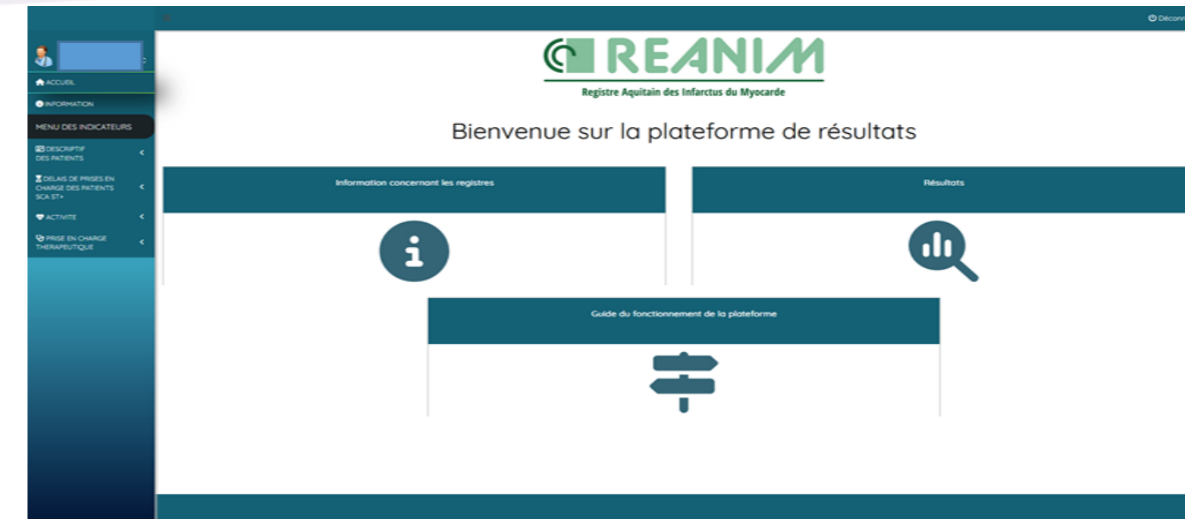 Déconn
ACCUEIL
INFORMATION
MENU DES INDICATEURS
DESCRIPTIF
DES PATIENTS
DELAIS DE PRISES EN
CHARGE DES PATIENTS
SCA ST+
ACTIVITE
PRISE EN CHARGE
THERAPEUTIQUE
REANIM
Registre Aquitain des Infarctus du Myocarde
Bienvenue sur la plateforme de résultats
Information concernant les registres
Résultats
Guide du fonctionnement de la plateforme